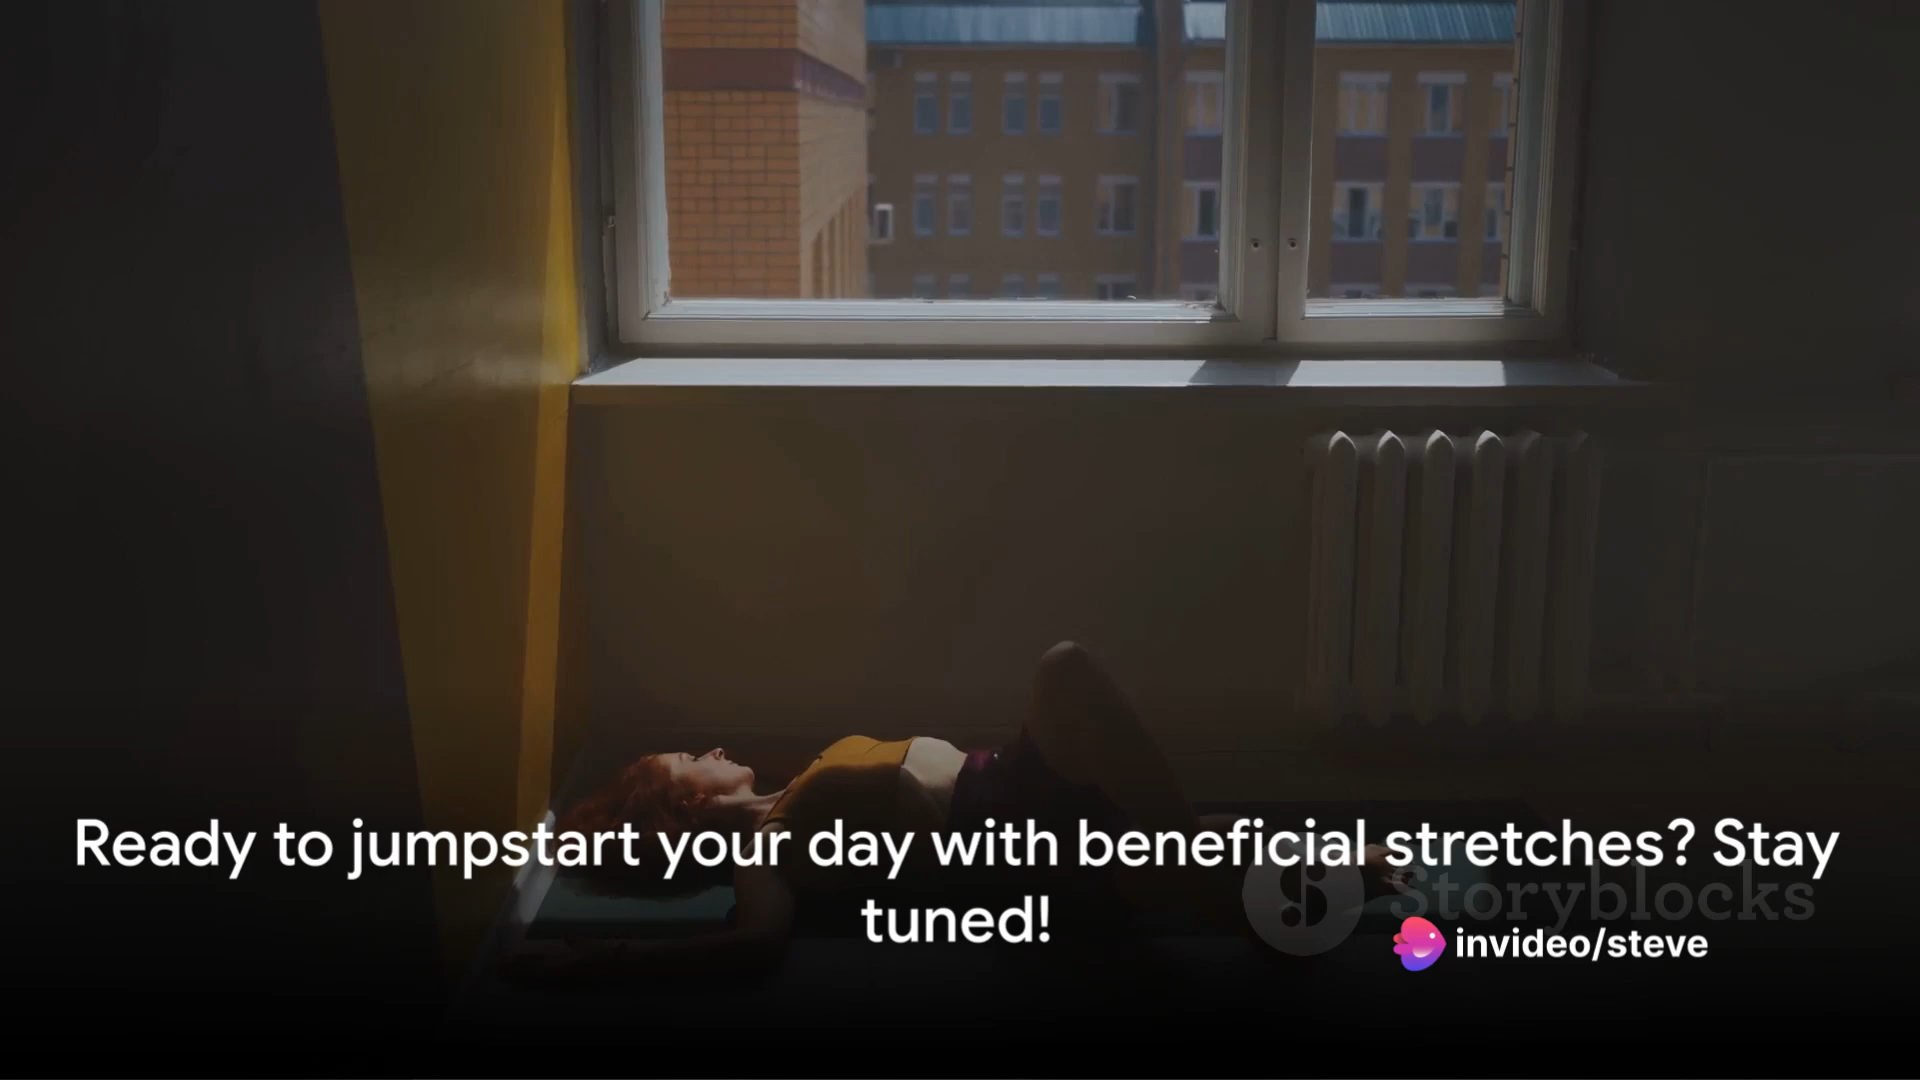 Ready to jumpstart your day with beneficial stretches? Stay
tuned!
Storyblocks
invideo/steve